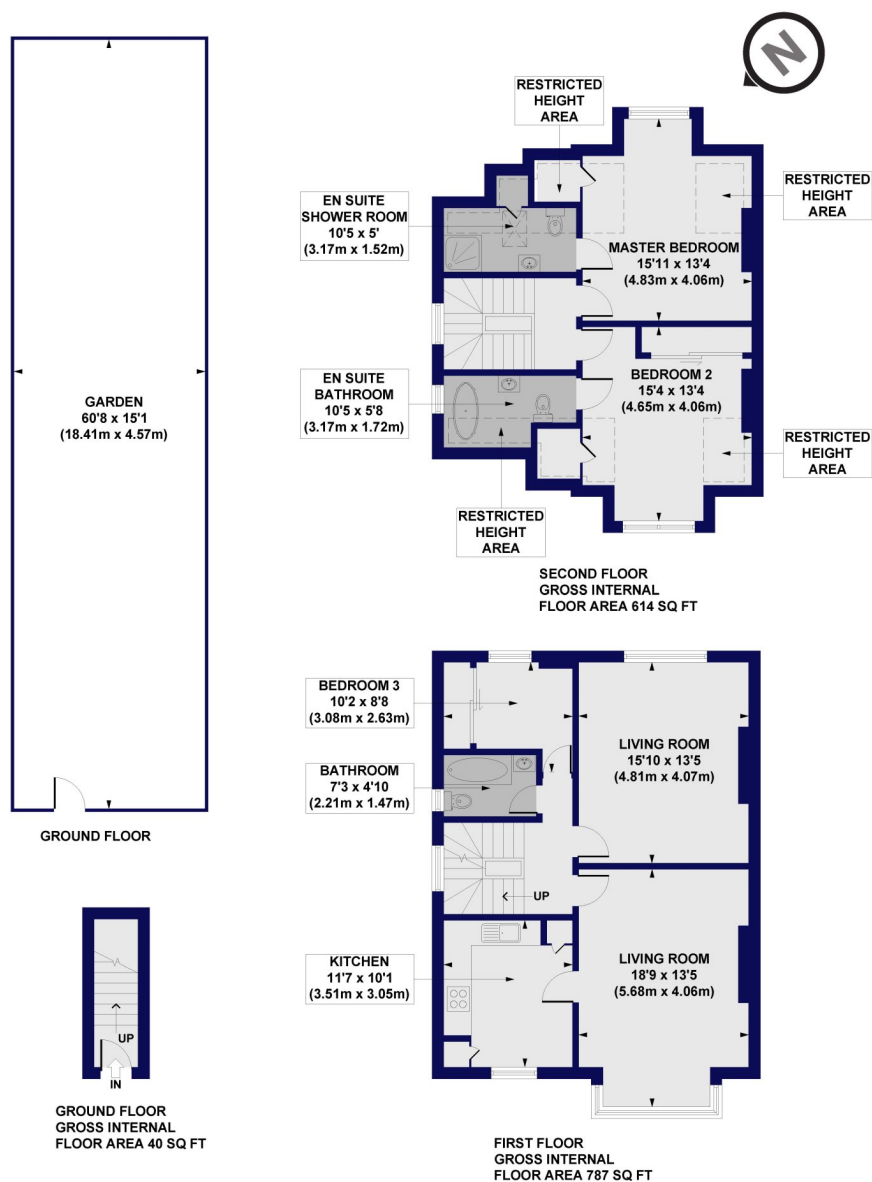 N
RESTRICTED
HEIGHT
AREA
EN SUITE
SHOWER ROOM
10'5 x 5'
(3.17m x 1.52m)
RESTRICTED
HEIGHT
AREA
MASTER BEDROOM
15'11 x 13'4
(4.83m x 4.06m)
GARDEN
60'8 x 15'1
(18.41m x 4.57m)
EN SUITE
BATHROOM
10'5 x 5'8
(3.17m x 1.72m)
BEDROOM 2
15'4 x 13'4
(4.65m x 4.06m)
RESTRICTED
HEIGHT
AREA
RESTRICTED
HEIGHT
AREA
SECOND FLOOR
GROSS INTERNAL
FLOOR AREA 614 SQ FT
BEDROOM 3
10'2 x 8'8
(3.08m x 2.63m)
LIVING ROOM
15'10 x 13'5
(4.81m x 4.07m)
BATHROOM
7'3 x 4'10
(2.21m x 1.47m)
GROUND FLOOR
UP
KITCHEN
11'7 x 10'1
(3.51m x 3.05m)
LIVING ROOM
18'9 x 13'5
(5.68m x 4.06m)
UP
IN
GROUND FLOOR
GROSS INTERNAL
FLOOR AREA 40 SQ FT
FIRST FLOOR
GROSS INTERNAL
FLOOR AREA 787 SQ FT